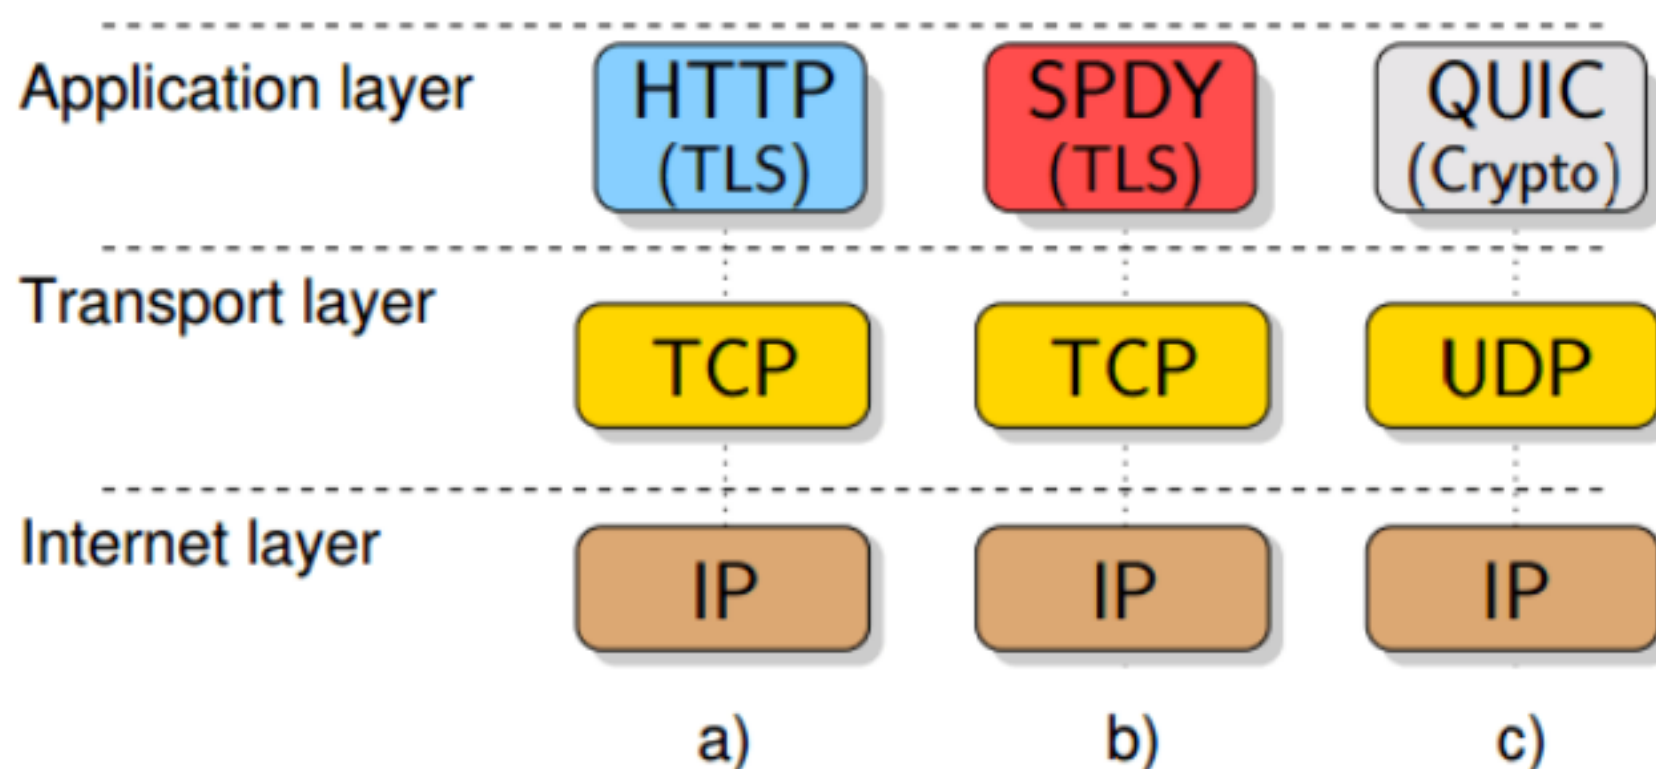 Application layer
HTTP
(TLS)
SPDY
(TLS)
QUIC
(Crypto)
Transport layer
TCP
TCP
UDP
Internet layer
IP
IP
IP
a)
b)
c)